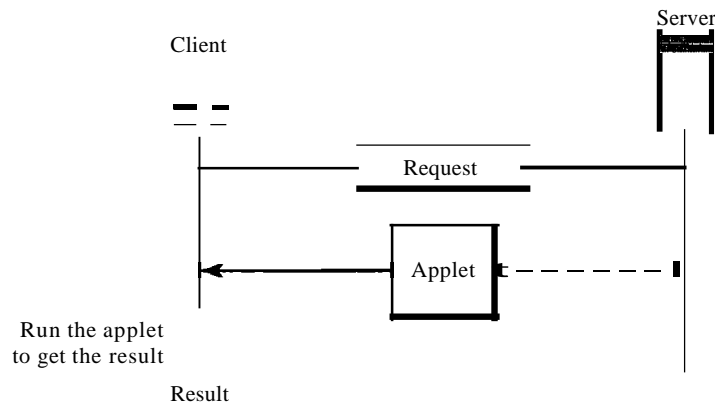 Server
Client
Request
Applet
Run the applet
to get the result
Result